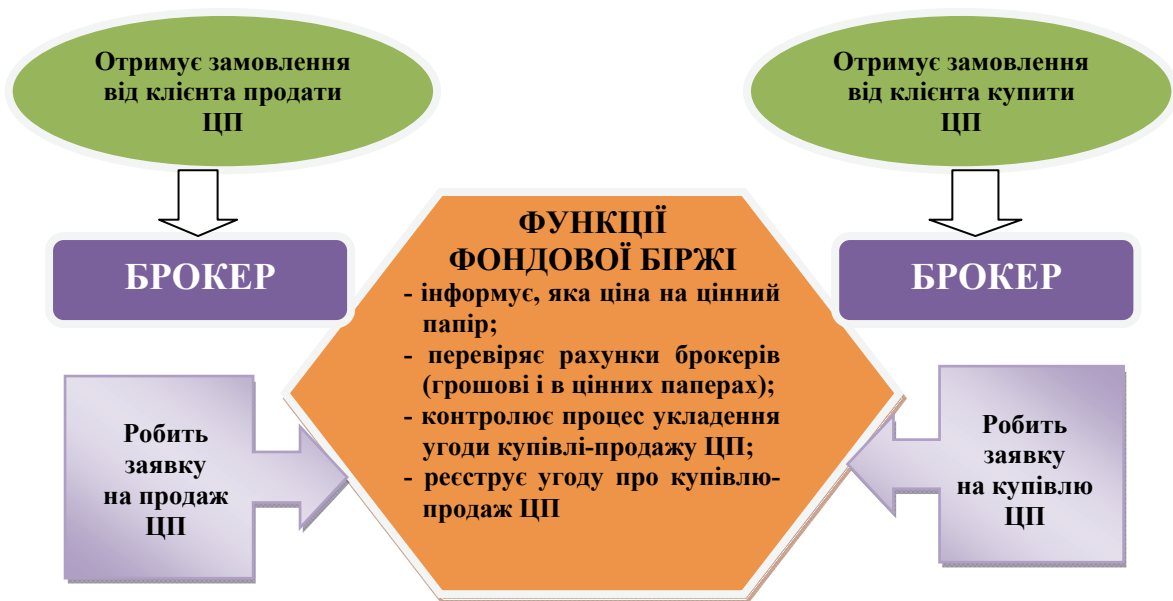 Отримує замовлення
від клієнта продати
ЦП
Отримує замовлення
від клієнта купити
ЦП
БРОКЕР
БРОКЕР
ФУНКЦІЇ
ФОНДОВОЇ БІРЖІ
- інформує, яка ціна на цінний
папір;
- перевіряє рахунки брокерів
(грошові і в цінних паперах);
- контролює процес укладення
угоди купівлі-продажу ЦП;
- реєструє угоду про купівлю-
продаж ЦП
Робить
заявку
на продаж
ЦП
Робить
заявку
на купівлю
ЦП